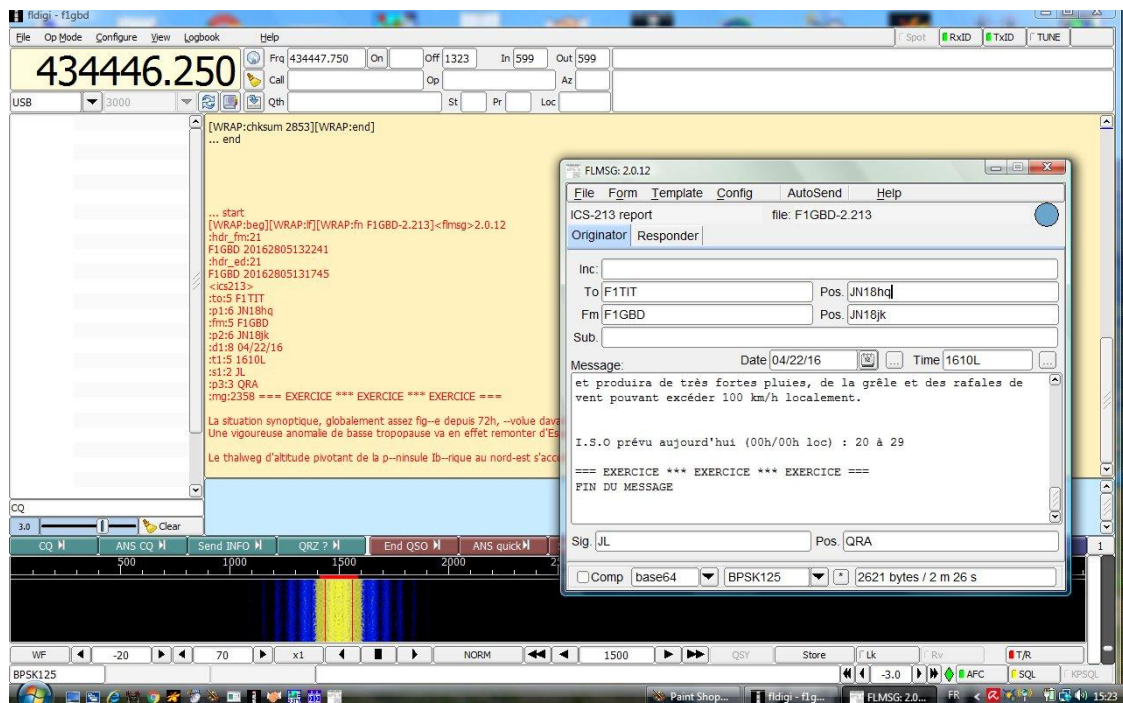 fldigi - f1gbd
File Op Mode Configure View Logbook Help
Spot RxID TxID TUNE
434446.250
Frq 434447.750 On Off 1323 In 599 Out 599
Call Op Az
Qth St Pr Loc
USB 3000
[WRAP:chksum 2853][WRAP:end]
... end
... start
[WRAP:beg][WRAP:lf][WRAP:fn F1GBD-2.213]<flmsg>2.0.12
:hdr_fm:21
F1GBD 20162805132241
:hdr_ed:21
F1GBD 20162805131745
<ics213>
:to:5 F1TIT
:p1:6 JN18hq
:fm:5 F1GBD
:p2:6 JN18jk
:d1:8 04/22/16
:t1:5 1610L
:s1:2 JL
:p3:3 QRA
:mg:2358 === EXERCICE *** EXERCICE *** EXERCICE ===
La situation synoptique, globalement assez fig--e depuis 72h, --volue dava
Une vigoureuse anomalie de basse tropopause va en effet remonter d'Es
Le thalweg d'altitude pivotant de la p--ninsule Ib--rique au nord-est s'acc
FLMSG: 2.0.12
File Form Template Config AutoSend Help
ICS-213 report file: F1GBD-2.213
Originator Responder
Inc:
To F1TIT Pos. JN18hq
Fm F1GBD Pos. JN18jk
Sub.
Message: Date 04/22/16 ... Time 1610L ...
et produira de très fortes pluies, de la grêle et des rafales de
vent pouvant excéder 100 km/h localement.
I.S.O prévu aujourd'hui (00h/00h loc) : 20 à 29
=== EXERCICE *** EXERCICE *** EXERCICE ===
FIN DU MESSAGE
Sig. JL Pos. QRA
Comp base64 BPSK125 * 2621 bytes / 2 m 26 s
CQ
3.0 Clear
CQ ANS CQ Send INFO QRZ ? End QSO ANS quick 1
500 1000 1500 2000
WF -20 70 x1 NORM 1500 QSY Store Lk Rv T/R
BPSK125 -3.0 AFC SQL KPSQL
Paint Shop... fldigi - f1g... FLMSG: 2.0... FR 15:23